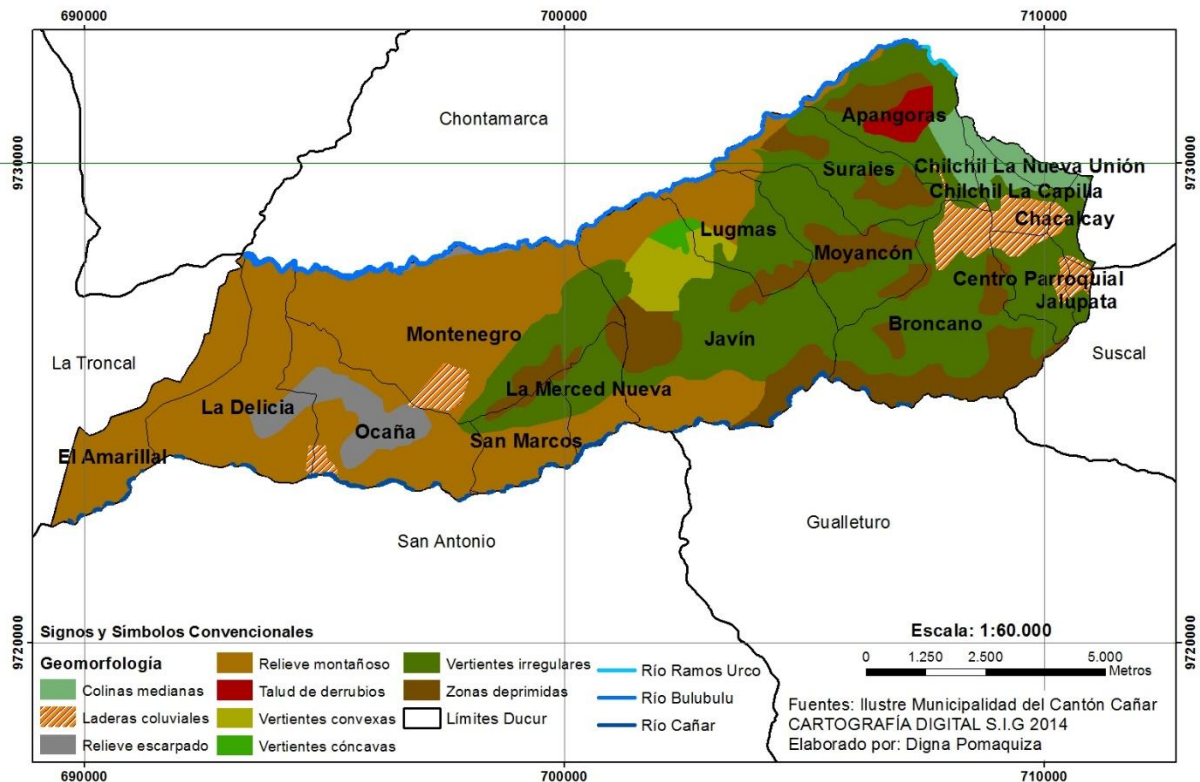 690000
700000
710000
9730000
9730000
9720000
9720000
Chontamarca
Apangoras
Chilchil La Nueva Unión
Surales
Chilchil La Capilla
Chacalcay
Lugmas
Moyancón
Centro Parroquial
Jalupata
Montenegro
Javín
Broncano
La Troncal
Suscal
La Merced Nueva
La Delicia
Ocaña
San Marcos
El Amarillal
San Antonio
Gualleturo
Signos y Símbolos Convencionales
Geomorfología
Colinas medianas
Laderas coluviales
Relieve escarpado
Relieve montañoso
Talud de derrubios
Vertientes convexas
Vertientes cóncavas
Vertientes irregulares
Zonas deprimidas
Límites Ducur
Río Ramos Urco
Río Bulubulu
Río Cañar
Escala: 1:60.000
0 1.250 2.500 5.000
Metros
Fuentes: Ilustre Municipalidad del Cantón Cañar
CARTOGRAFÍA DIGITAL S.I.G 2014
Elaborado por: Digna Pomaquiza
690000
700000
710000